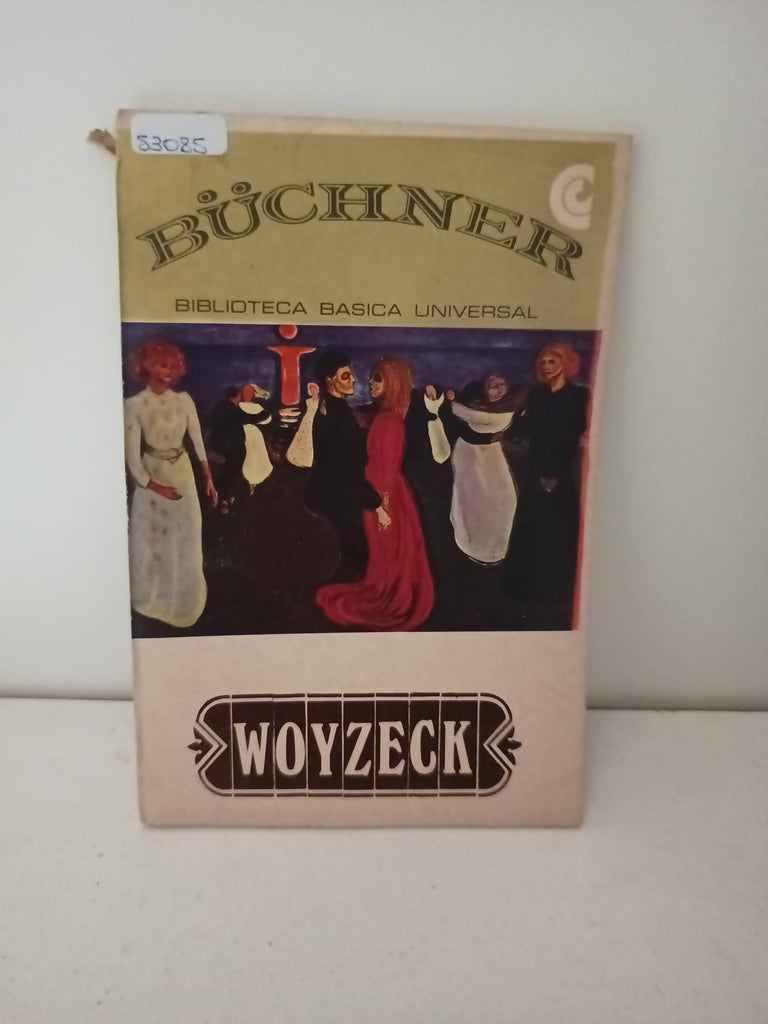 53085
BÜCHNER
BIBLIOTECA BASICA UNIVERSAL
WOYZECK